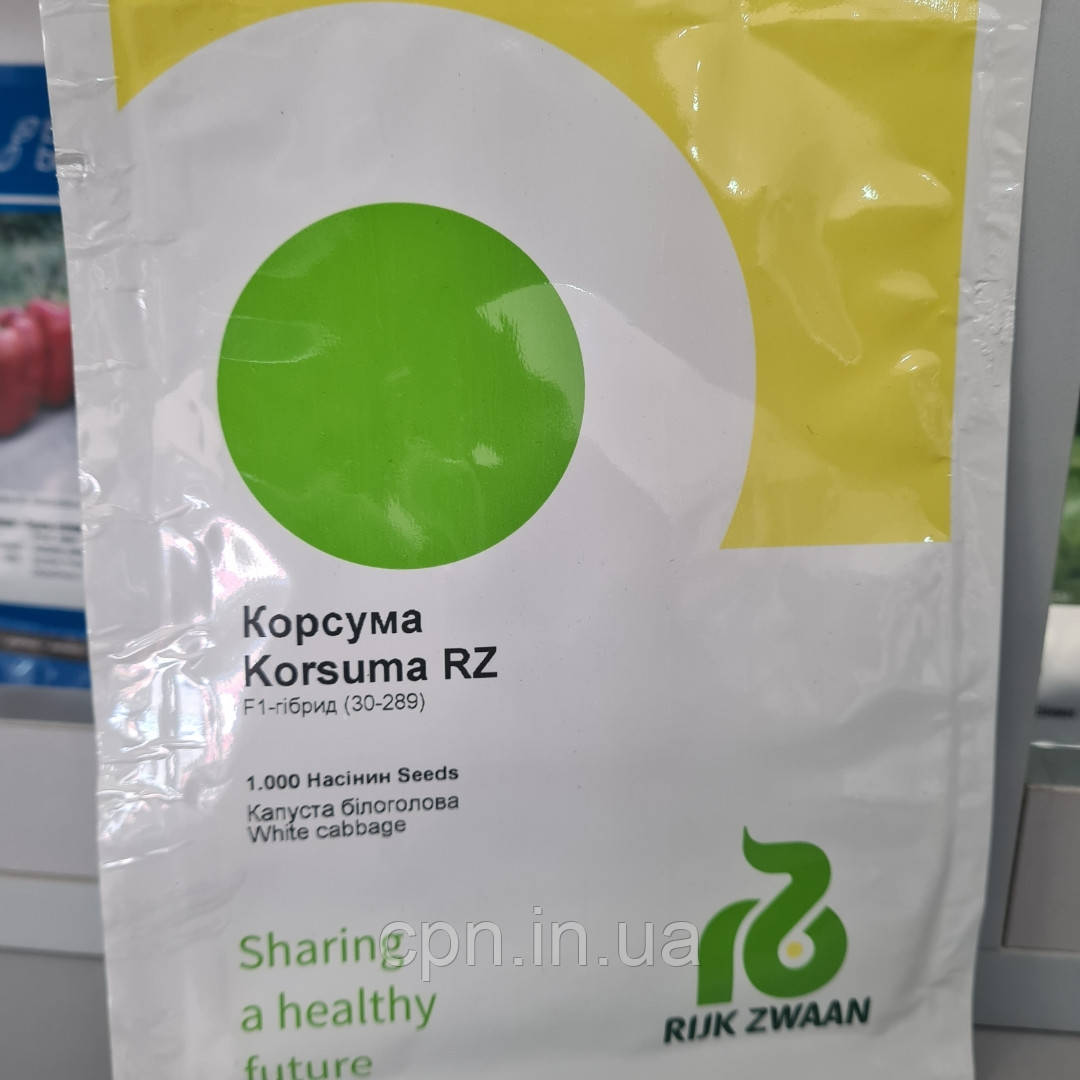 Корсума
Korsuma RZ
F1-гібрид (30-289)
1.000 Насінин Seeds
Капуста білоголова
White cabbage
Sharing
a healthy
future
cpn.in.ua
RIJK ZWAAN